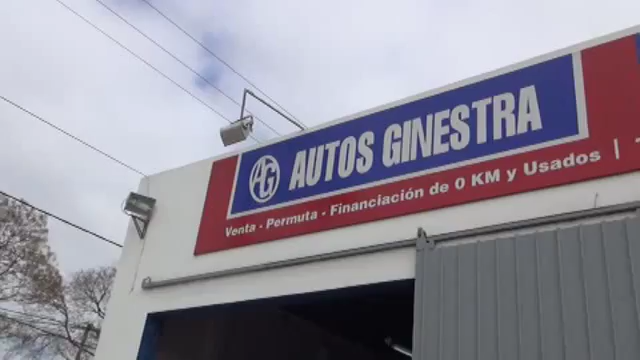 AG AUTOS GINESTRA
Venta - Permuta - Financiación de 0 KM y Usados |